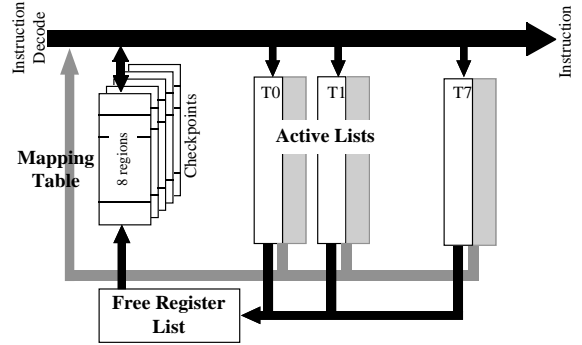 Instruction
Decode
Instruction
T0
T1
T7
Active Lists
8 regions
Checkpoints
Mapping
Table
Free Register
List